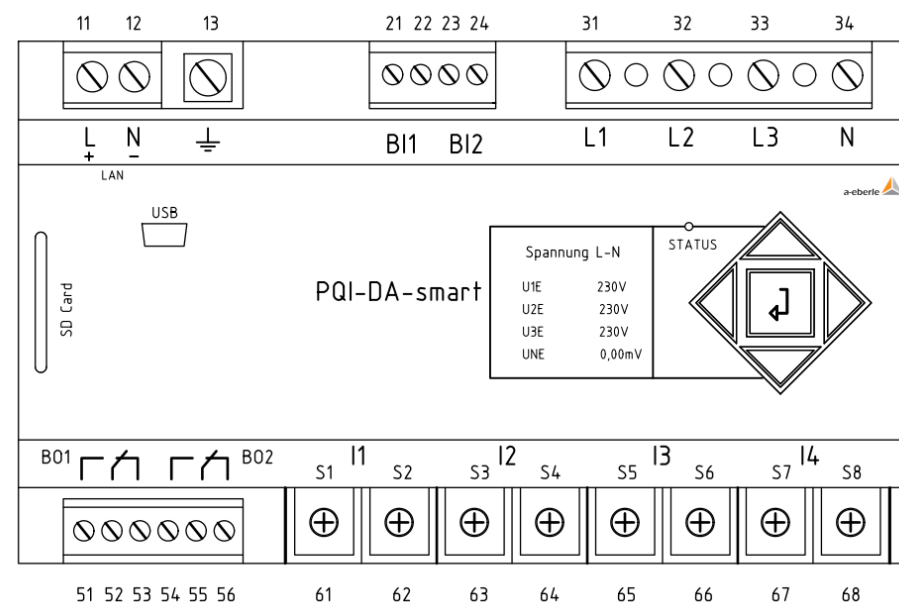 11 12 13 21 22 23 24 31 32 33 34
L N BI1 BI2 L1 L2 L3 N
+ -
LAN
a-eberle
USB
STATUS
Spannung L-N
SD Card
PQI-DA-smart
U1E 230V
U2E 230V
U3E 230V
UNE 0,00mV
BO1 BO2 I1 I2 I3 I4
S1 S2 S3 S4 S5 S6 S7 S8
51 52 53 54 55 56 61 62 63 64 65 66 67 68